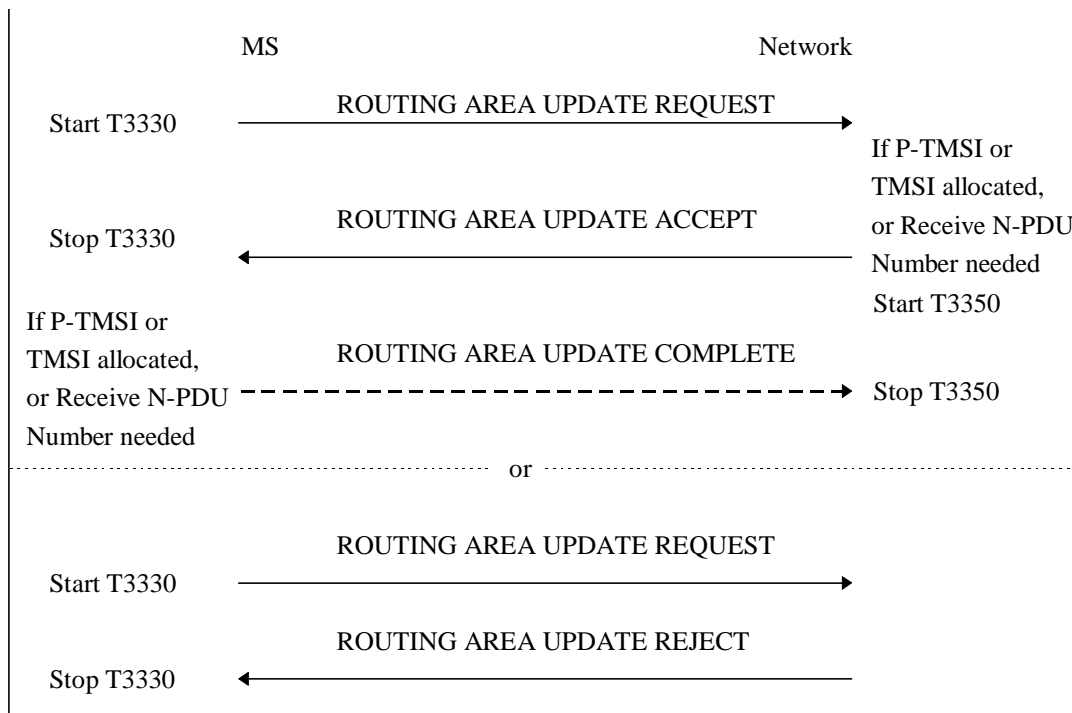 MS Network
ROUTING AREA UPDATE REQUEST
Start T3330
If P-TMSI or
TMSI allocated,
or Receive N-PDU
Number needed
Start T3350
ROUTING AREA UPDATE ACCEPT
Stop T3330
If P-TMSI or
TMSI allocated,
or Receive N-PDU
Number needed
ROUTING AREA UPDATE COMPLETE
Stop T3350
or
ROUTING AREA UPDATE REQUEST
Start T3330
ROUTING AREA UPDATE REJECT
Stop T3330